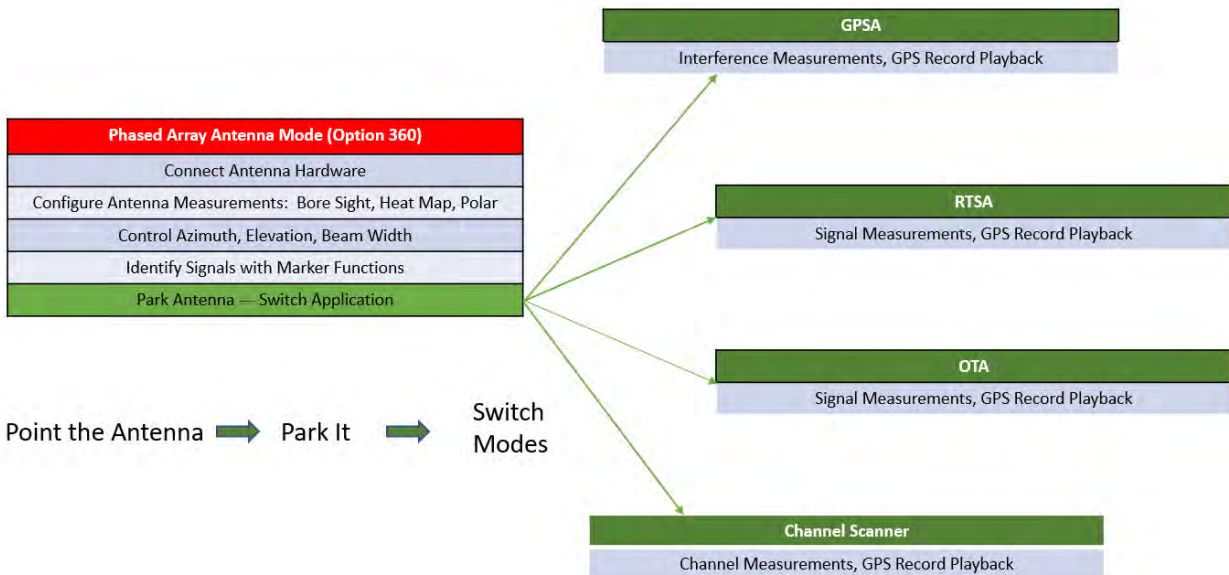 GPSA
Interference Measurements, GPS Record Playback
Phased Array Antenna Mode (Option 360)
Connect Antenna Hardware
Configure Antenna Measurements: Bore Sight, Heat Map, Polar
Control Azimuth, Elevation, Beam Width
Identify Signals with Marker Functions
Park Antenna — Switch Application
RTSA
Signal Measurements, GPS Record Playback
OTA
Signal Measurements, GPS Record Playback
Point the Antenna
Park It
Switch
Modes
Channel Scanner
Channel Measurements, GPS Record Playback